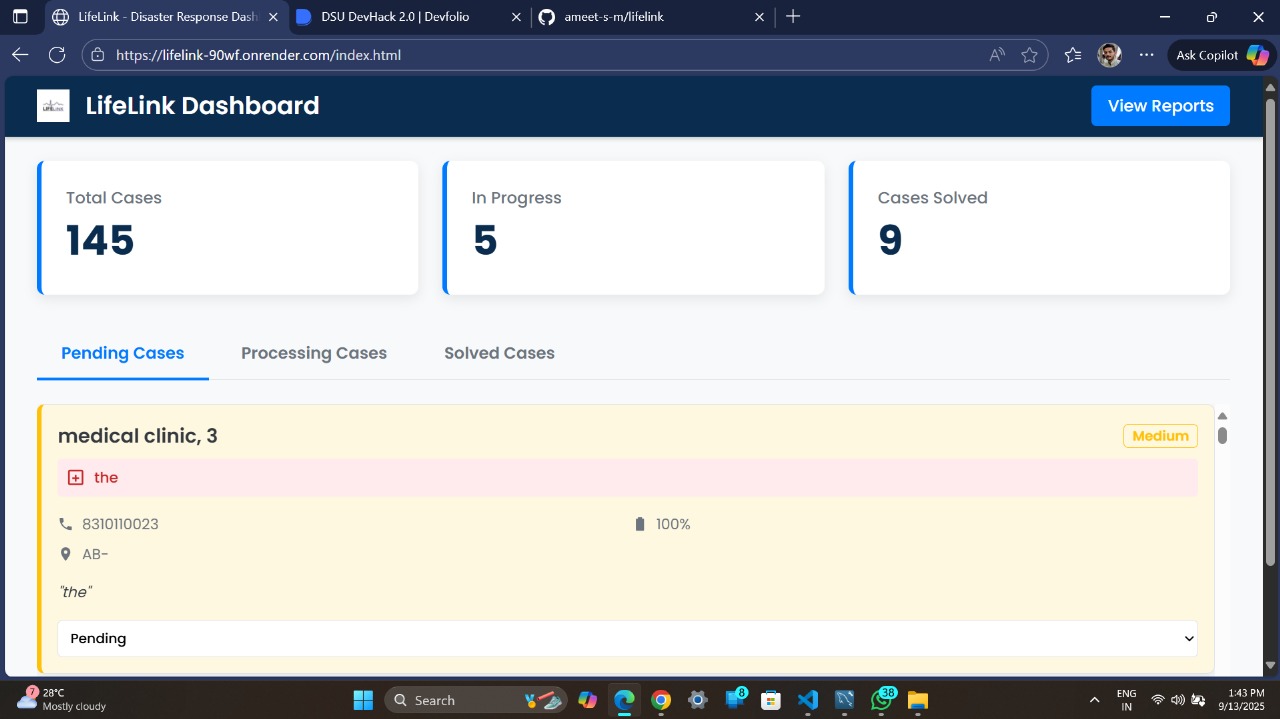 LifeLink - Disaster Response Dash
DSU DevHack 2.0 | Devfolio
ameet-s-m/lifelink
https://lifelink-90wf.onrender.com/index.html
Ask Copilot
LifeLink Dashboard
View Reports
Total Cases
145
In Progress
5
Cases Solved
9
Pending Cases
Processing Cases
Solved Cases
medical clinic, 3
Medium
the
8310110023
100%
AB-
"the"
Pending
7
28°C
Mostly cloudy
Search
8
38
ENG
IN
1:43 PM
9/13/2025